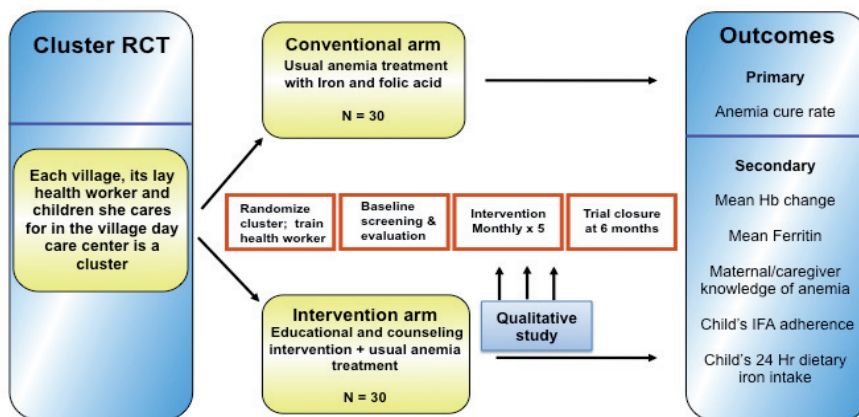 Cluster RCT
Each village, its lay
health worker and
children she cares
for in the village day
care center is a
cluster
Conventional arm
Usual anemia treatment
with Iron and folic acid
N = 30
Randomize
cluster; train
health worker
Baseline
screening &
evaluation
Intervention
Monthly x 5
Trial closure
at 6 months
Intervention arm
Educational and counseling
intervention + usual anemia
treatment
N = 30
Qualitative
study
Outcomes
Primary
Anemia cure rate
Secondary
Mean Hb change
Mean Ferritin
Maternal/caregiver
knowledge of anemia
Child's IFA adherence
Child's 24 Hr dietary
iron intake